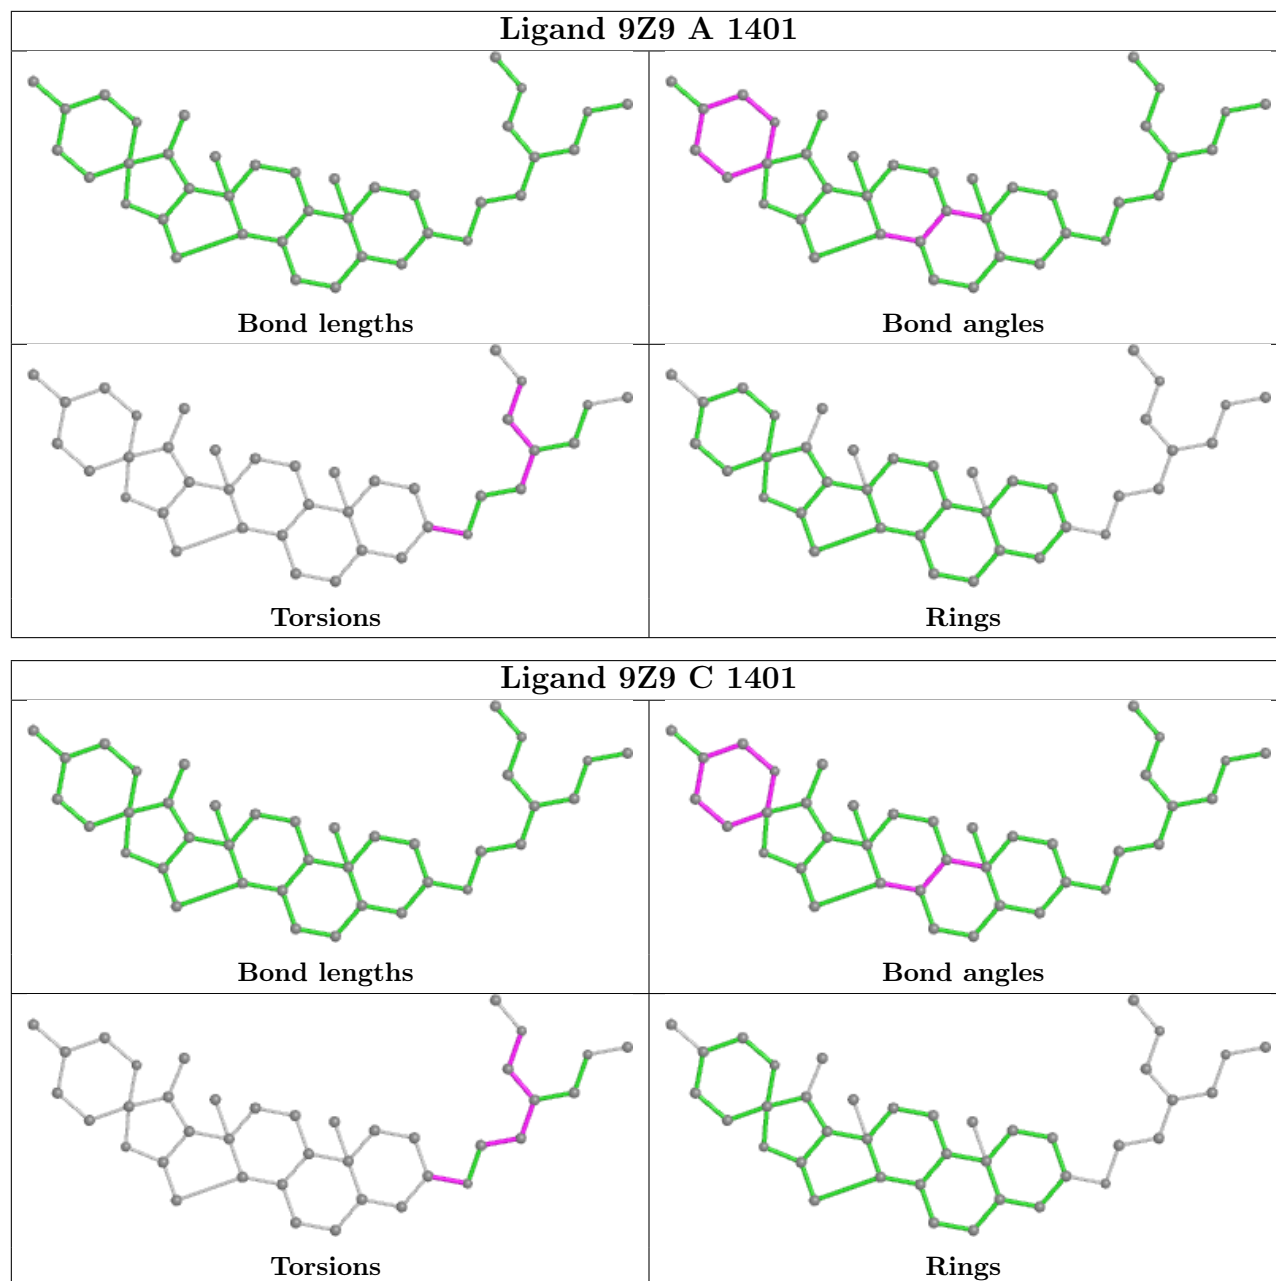 Ligand 9Z9 A 1401
Bond lengths
Bond angles
Torsions
Rings
Ligand 9Z9 C 1401
Bond lengths
Bond angles
Torsions
Rings